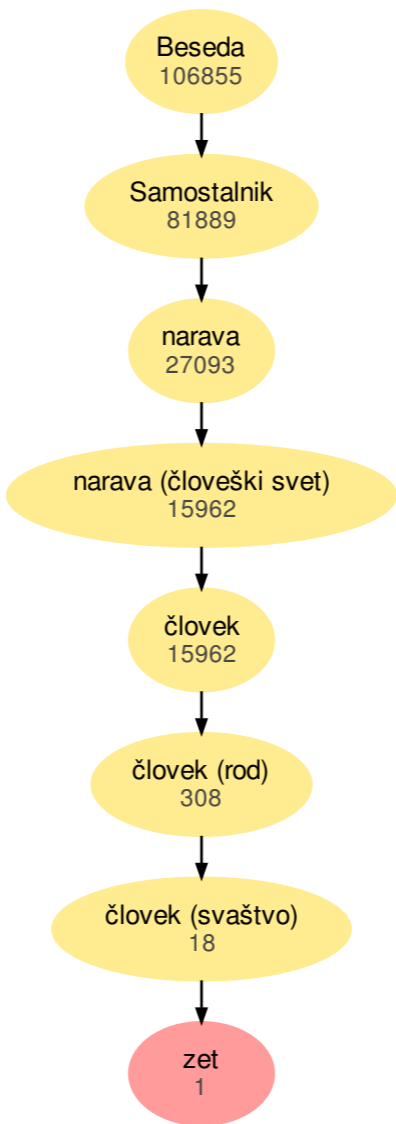 Beseda
106855
Samostalnik
81889
narava
27093
narava (človeški svet)
15962
človek
15962
človek (rod)
308
človek (svaštvo)
18
zet
1